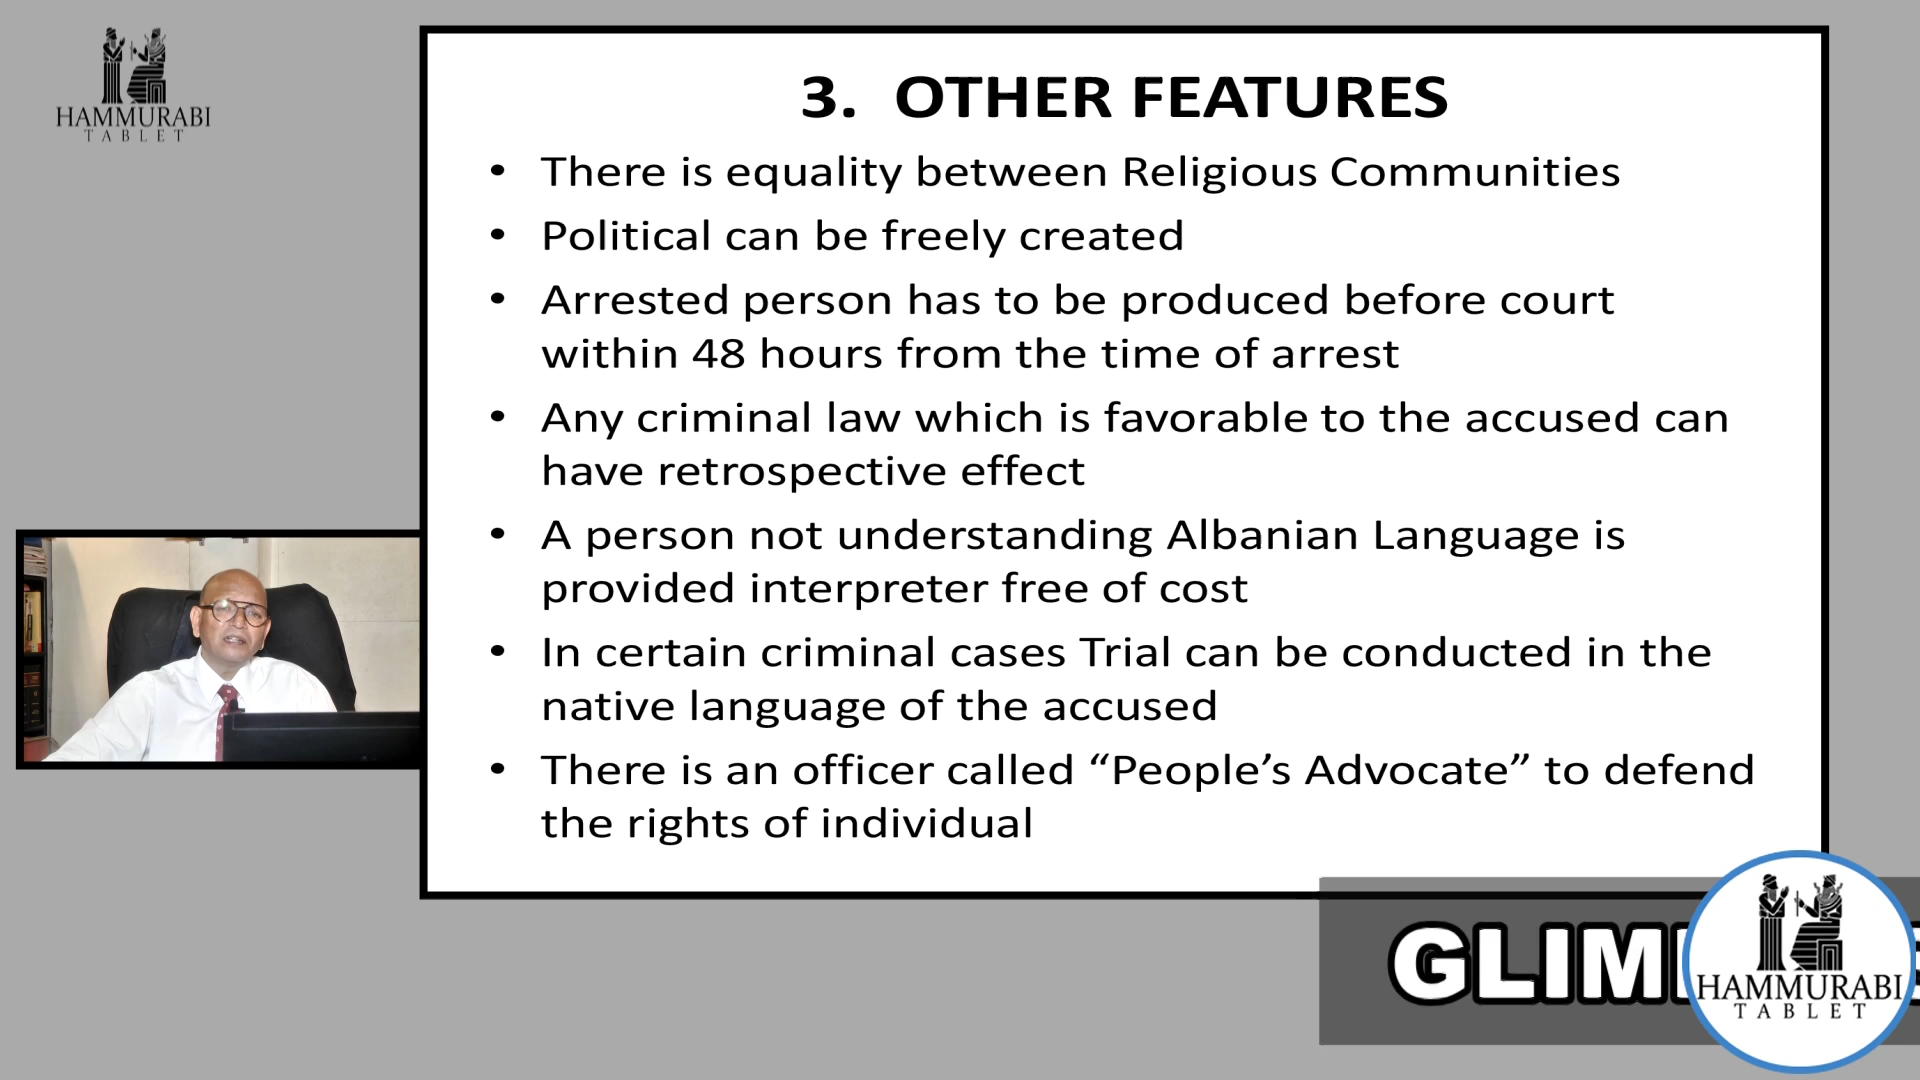 HAMMURABI
TABLET
3. OTHER FEATURES
• There is equality between Religious Communities
• Political can be freely created
• Arrested person has to be produced before court
within 48 hours from the time of arrest
• Any criminal law which is favorable to the accused can
have retrospective effect
• A person not understanding Albanian Language is
provided interpreter free of cost
• In certain criminal cases Trial can be conducted in the
native language of the accused
• There is an officer called “People’s Advocate” to defend
the rights of individual
HAMMURABI
TABLET